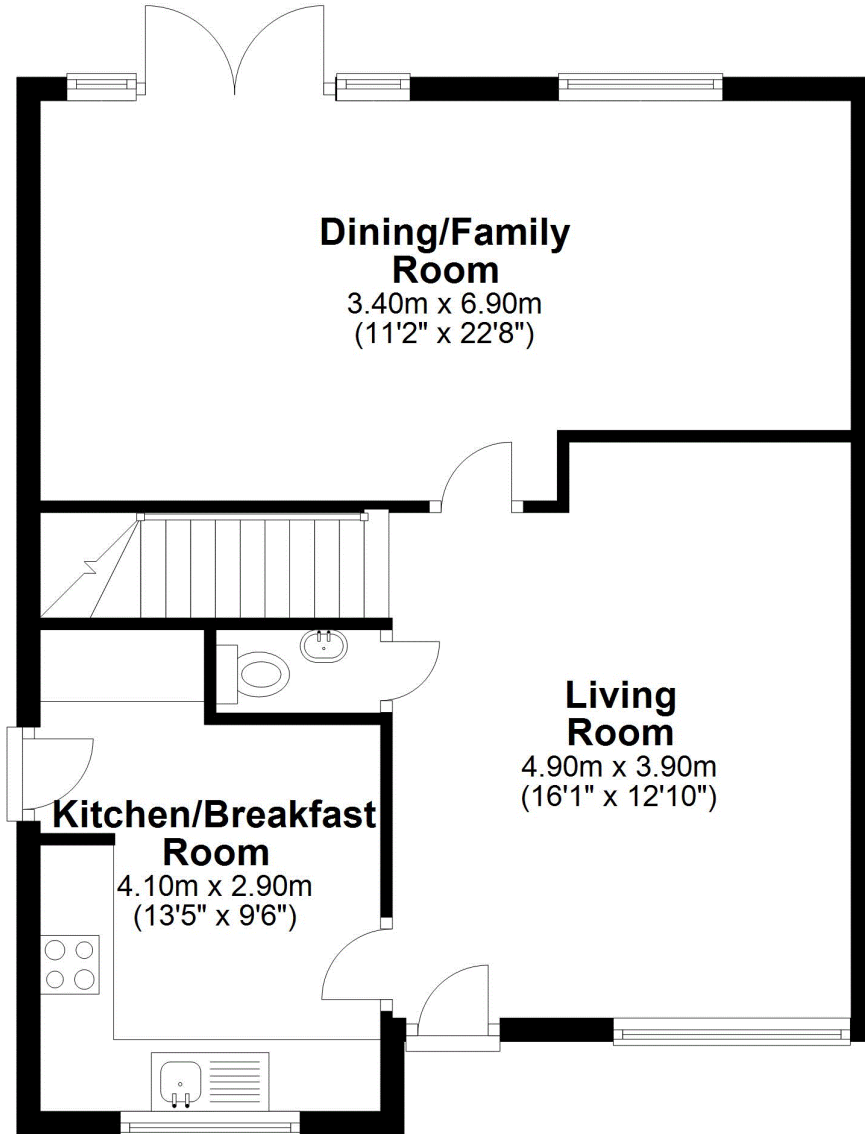 Dining/Family
Room
3.40m x 6.90m
(11'2" x 22'8")
Living
Room
4.90m x 3.90m
(16'1" x 12'10")
Kitchen/Breakfast
Room
4.10m x 2.90m
(13'5" x 9'6")